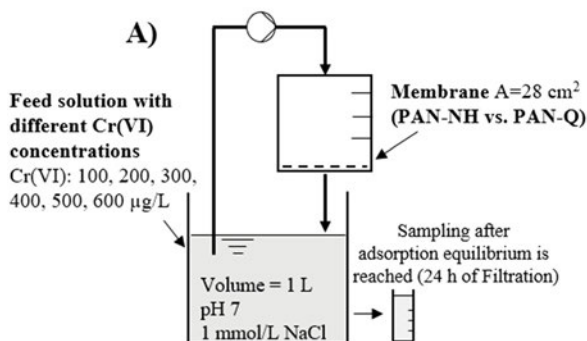 A)
Feed solution with
different Cr(VI)
concentrations
Cr(VI): 100, 200, 300,
400, 500, 600 µg/L
Membrane A=28 cm²
(PAN-NH vs. PAN-Q)
Volume = 1 L
pH 7
1 mmol/L NaCl
Sampling after
adsorption equilibrium is
reached (24 h of Filtration)